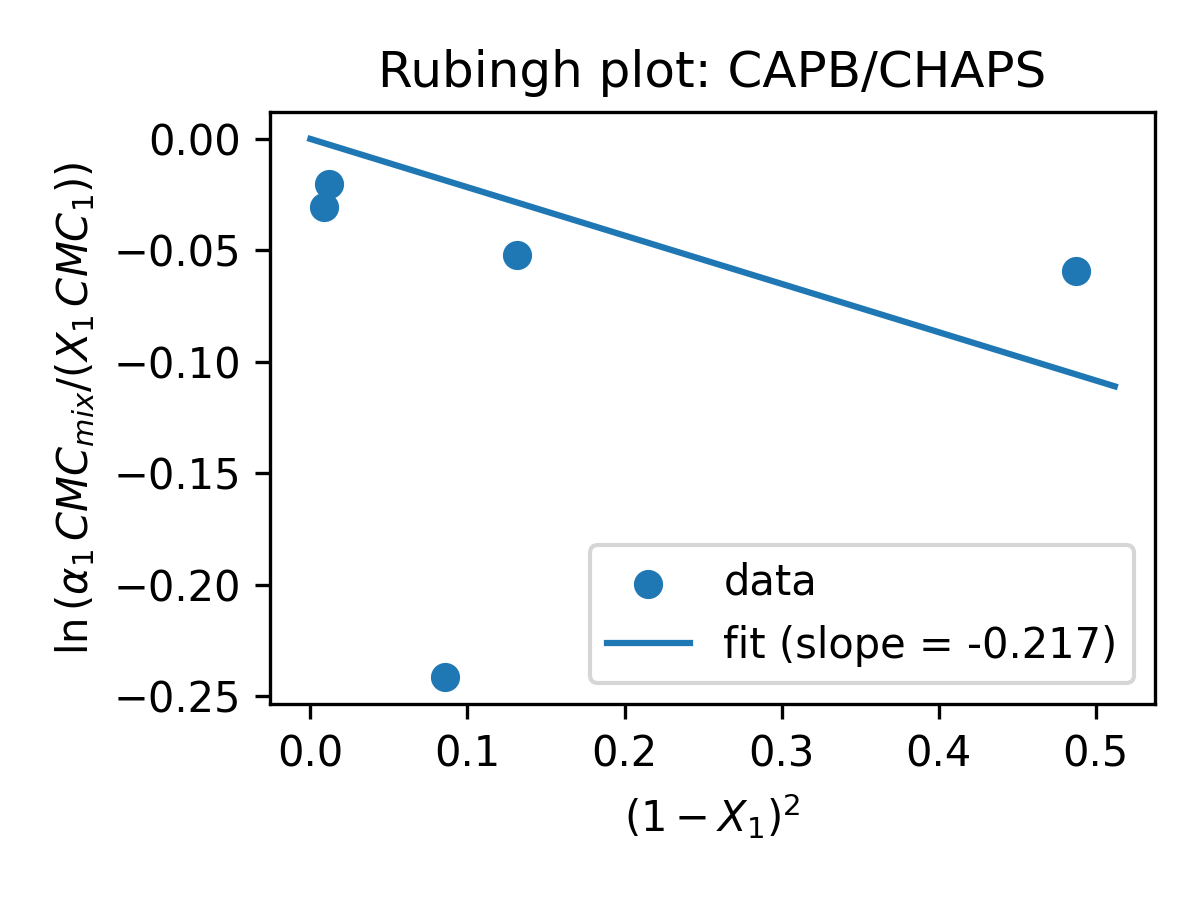 Rubingh plot: CAPB/CHAPS
ln (α₁ CMCₘᵢₓ/(X₁ CMC₁))
0.00
−0.05
−0.10
−0.15
−0.20
−0.25
data
fit (slope = -0.217)
0.0 0.1 0.2 0.3 0.4 0.5
(1 − X₁)²